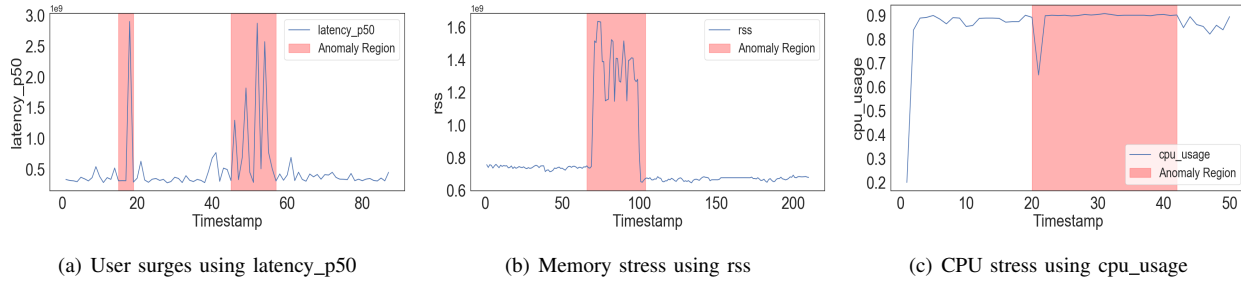 1e9
3.0
2.5
2.0
1.5
1.0
0.5
0
20
40
60
80
latency_p50
Timestamp
latency_p50
Anomaly Region
(a) User surges using latency_p50
1e9
1.6
1.4
1.2
1.0
0.8
0.6
0
50
100
150
200
rss
Timestamp
rss
Anomaly Region
(b) Memory stress using rss
0.9
0.8
0.7
0.6
0.5
0.4
0.3
0.2
0
10
20
30
40
50
cpu_usage
Timestamp
cpu_usage
Anomaly Region
(c) CPU stress using cpu_usage